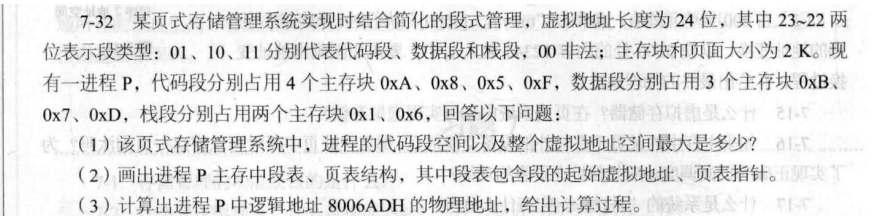 7-32 某页式存储管理系统实现时结合简化的段式管理，虚拟地址长度为 24 位，其中 23~22 两
位表示段类型：01、10、11 分别代表代码段、数据段和栈段，00 非法；主存块和页面大小为 2 K。现
有一进程 P，代码段分别占用 4 个主存块 0xA、0x8、0x5、0xF，数据段分别占用 3 个主存块 0xB、
0x7、0xD，栈段分别占用两个主存块 0x1、0x6，回答以下问题：
（1）该页式存储管理系统中，进程的代码段空间以及整个虚拟地址空间最大是多少？
（2）画出进程 P 主存中段表、页表结构，其中段表包含段的起始虚拟地址、页表指针。
（3）计算出进程 P 中逻辑地址 8006ADH 的物理地址，给出计算过程。